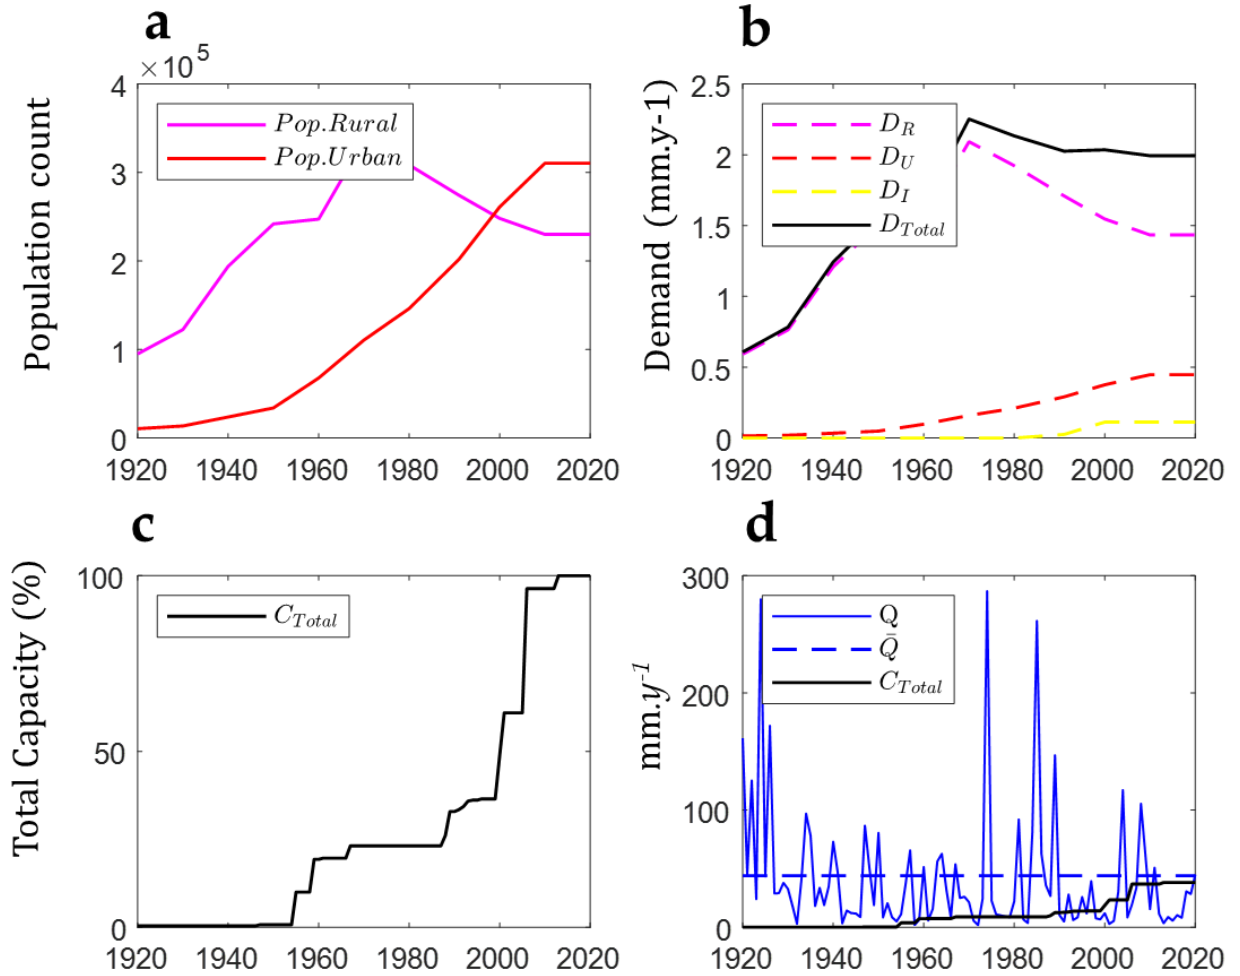 a
×10^5
Population count
4
3
2
1
0
Pop.Rural
Pop.Urban
1920 1940 1960 1980 2000 2020
b
Demand (mm.y-1)
2.5
2
1.5
1
0.5
0
D_R
D_U
D_I
D_Total
1920 1940 1960 1980 2000 2020
c
Total Capacity (%)
100
50
0
C_Total
1920 1940 1960 1980 2000 2020
d
mm.y^-1
300
200
100
0
Q
Q̄
C_Total
1920 1940 1960 1980 2000 2020